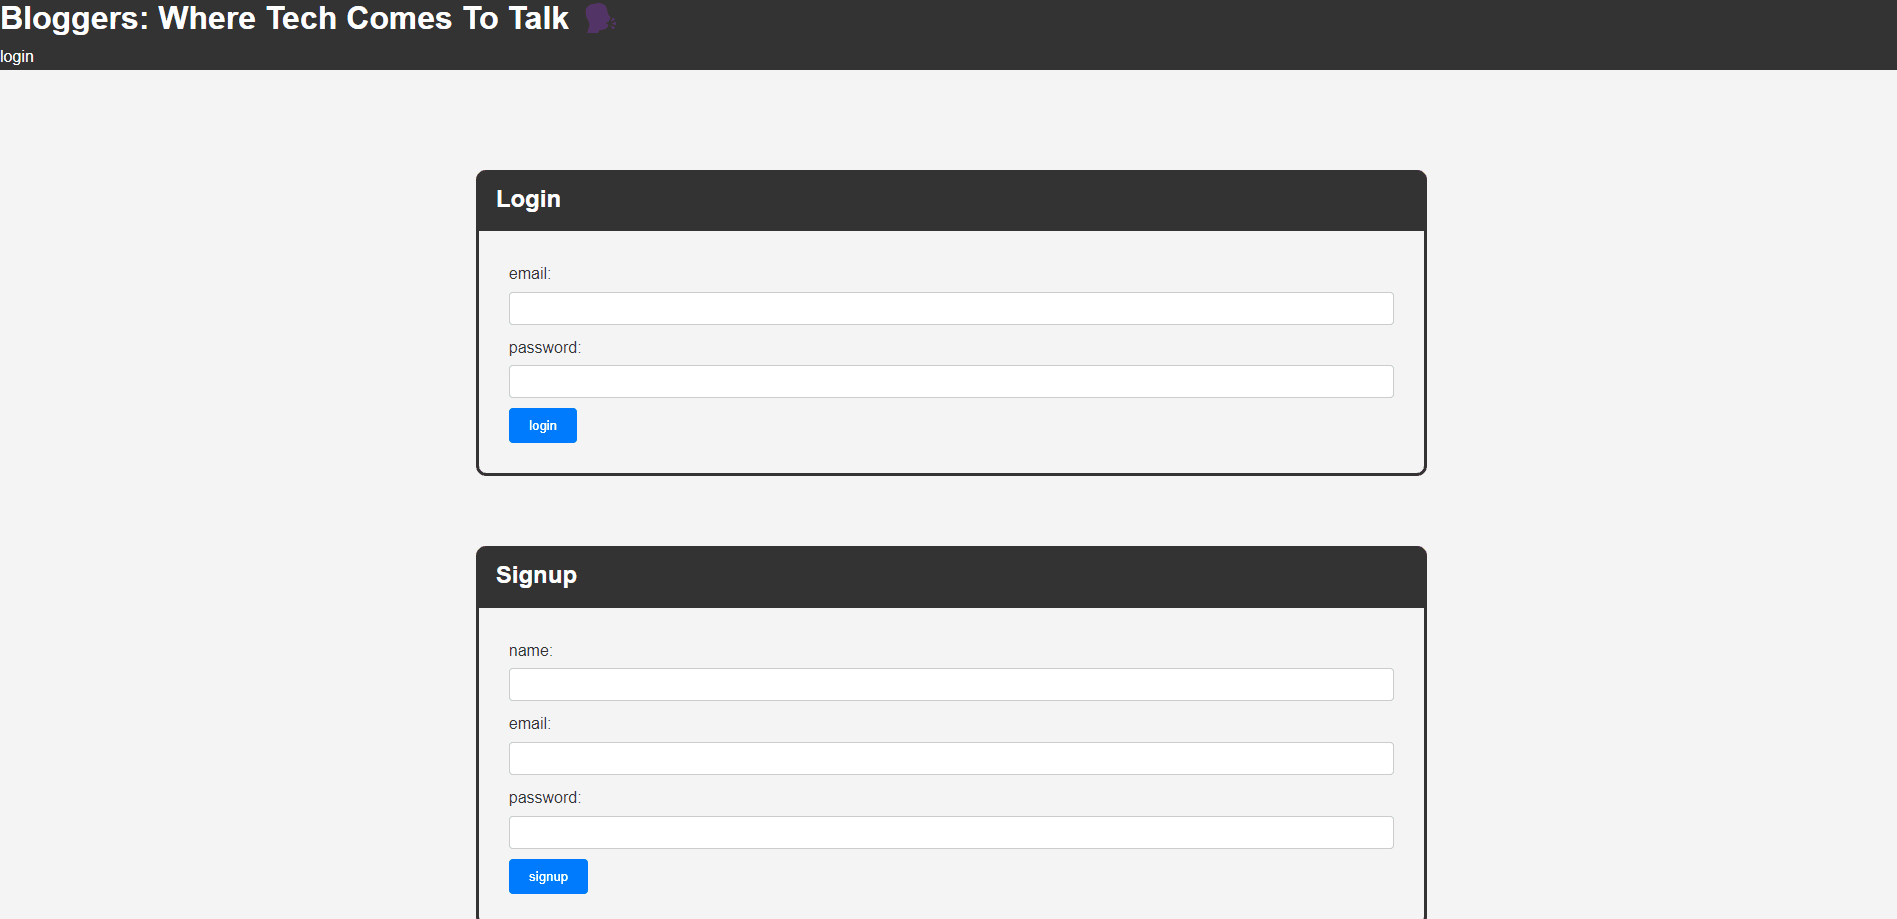 Bloggers: Where Tech Comes To Talk 🗣
login
Login
email:
password:
login
Signup
name:
email:
password:
signup